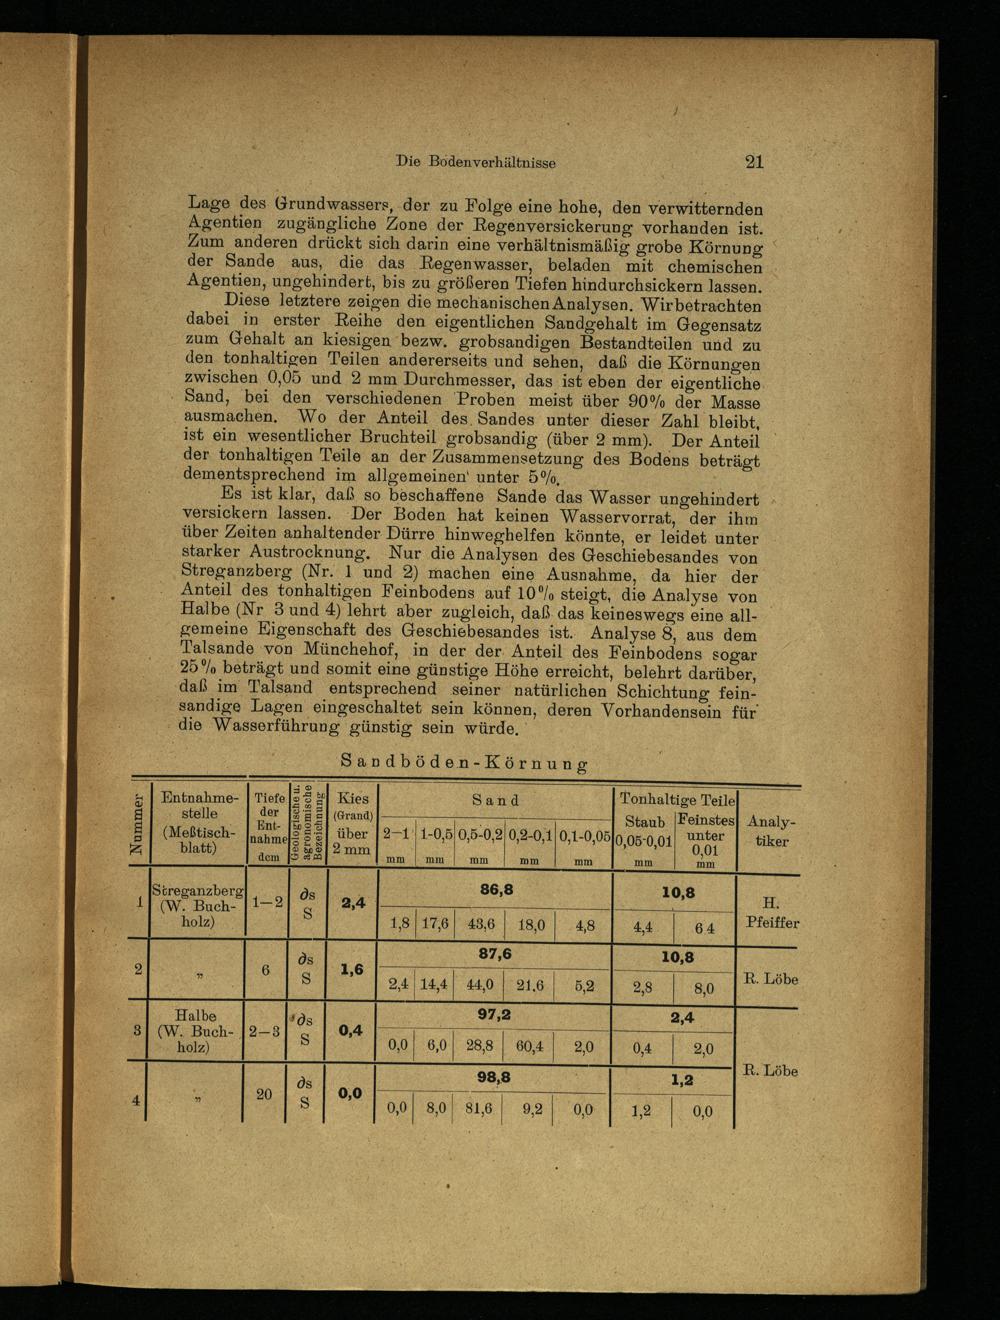 Die Bodenverhältnisse 21
Lage des Grundwassers, der zu Folge eine hohe, den verwitternden
Agentien zugängliche Zone der Regenversickerung vorhanden ist.
Zum anderen drückt sich darin eine verhältnismäßig grobe Körnung
der Sande aus, die das Regenwasser, beladen mit chemischen
Agentien, ungehindert, bis zu größeren Tiefen hindurchsickern lassen.
Diese letztere zeigen die mechanischen Analysen. Wir betrachten
dabei in erster Reihe den eigentlichen Sandgehalt im Gegensatz
zum Gehalt an kiesigen bezw. grobsandigen Bestandteilen und zu
den tonhaltigen Teilen andererseits und sehen, daß die Körnungen
zwischen 0,05 und 2 mm Durchmesser, das ist eben der eigentliche
Sand, bei den verschiedenen Proben meist über 90% der Masse
ausmachen. Wo der Anteil des Sandes unter dieser Zahl bleibt,
ist ein wesentlicher Bruchteil grobsandig (über 2 mm). Der Anteil
der tonhaltigen Teile an der Zusammensetzung des Bodens beträgt
dementsprechend im allgemeinen unter 5%.
Es ist klar, daß so beschaffene Sande das Wasser ungehindert
versickern lassen. Der Boden hat keinen Wasservorrat, der ihm
über Zeiten anhaltender Dürre hinweghelfen könnte, er leidet unter
starker Austrocknung. Nur die Analysen des Geschiebesandes von
Streganzberg (Nr. 1 und 2) machen eine Ausnahme, da hier der
Anteil des tonhaltigen Feinbodens auf 10% steigt, die Analyse von
Halbe (Nr 3 und 4) lehrt aber zugleich, daß das keineswegs eine all-
gemeine Eigenschaft des Geschiebesandes ist. Analyse 8, aus dem
Talsande von Münchehof, in der der Anteil des Feinbodens sogar
25% beträgt und somit eine günstige Höhe erreicht, belehrt darüber,
daß im Talsand entsprechend seiner natürlichen Schichtung fein-
sandige Lagen eingeschaltet sein können, deren Vorhandensein für
die Wasserführung günstig sein würde.
Sandböden-Körnung
Nummer
Entnahme-
stelle
(Meßtisch-
blatt)
Tiefe
der
Ent-
nahme
dcm
Geologische u.
agronomische
Bezeichnung
Kies
(Grand)
über
2 mm
Sand
2–1 1-0,5 0,5-0,2 0,2-0,1 0,1-0,05
mm mm mm mm mm
Tonhaltige Teile
Staub
0,05-0,01
mm
Feinstes
unter
0,01
mm
Analy-
tiker
1
Streganzberg
(W. Buch-
holz)
1–2
∂s
S
2,4
86,8
1,8 17,6 43,6 18,0 4,8
10,8
4,4 6 4
H.
Pfeiffer
2
„
6
∂s
S
1,6
87,6
2,4 14,4 44,0 21,6 5,2
10,8
2,8 8,0
R. Löbe
3
Halbe
(W. Buch-
holz)
2–3
∂s
S
0,4
97,2
0,0 6,0 28,8 60,4 2,0
2,4
0,4 2,0
R. Löbe
4
„
20
∂s
S
0,0
98,8
0,0 8,0 81,6 9,2 0,0
1,2
1,2 0,0